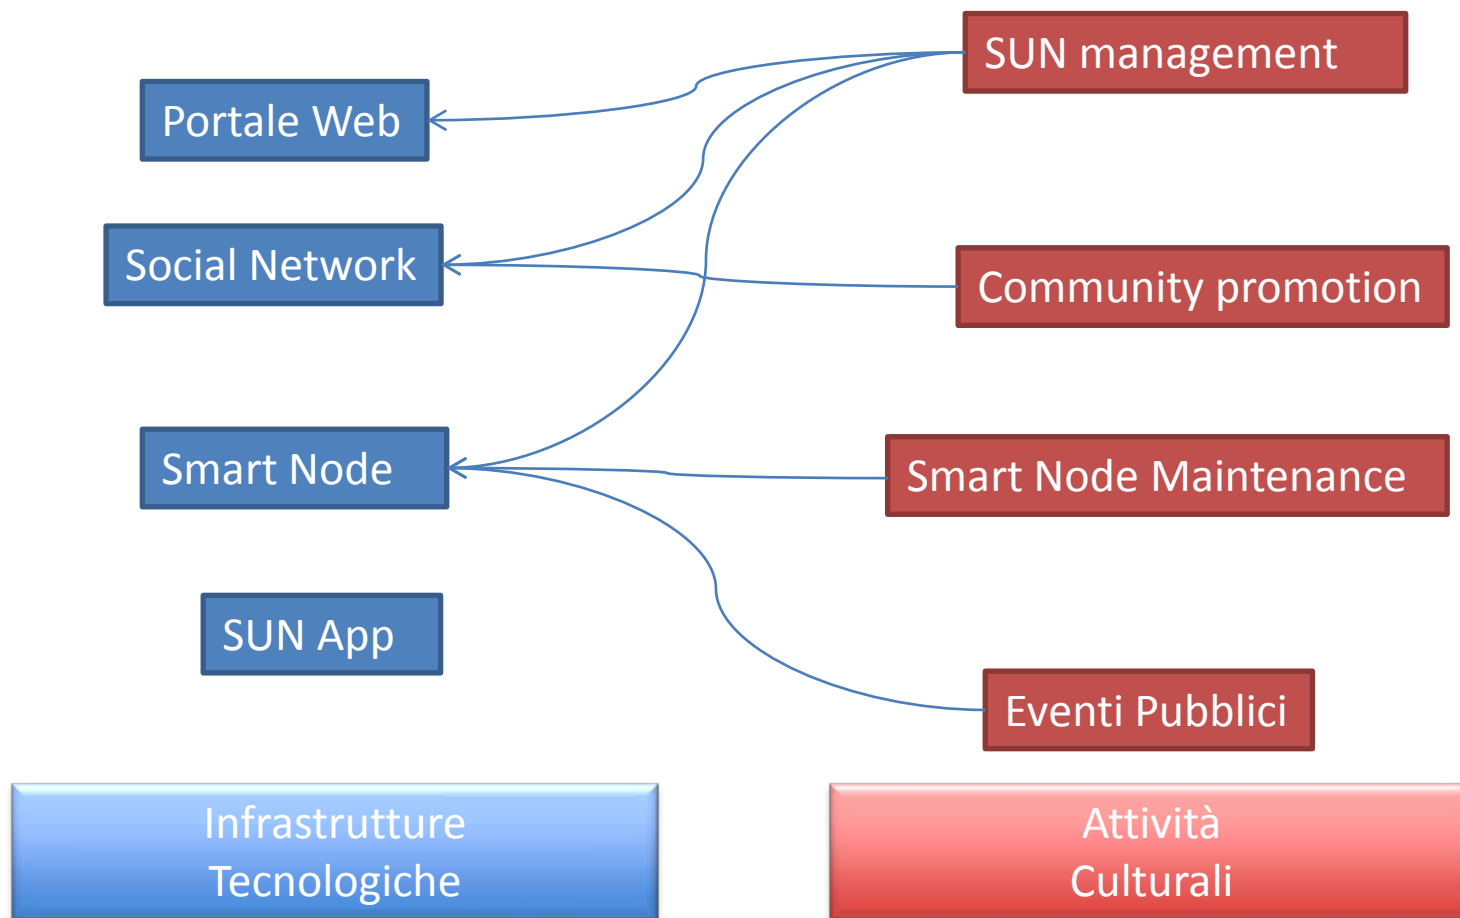 Portale Web
Social Network
Smart Node
SUN App
Infrastrutture
Tecnologiche
SUN management
Community promotion
Smart Node Maintenance
Eventi Pubblici
Attività
Culturali